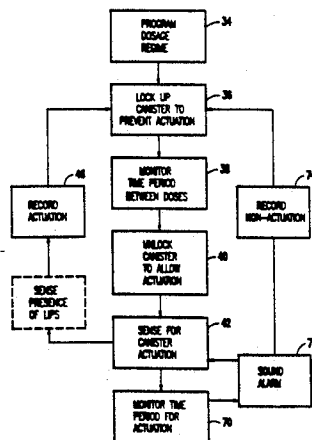 PROGRAM
DOSAGE
REGIME
34
LOCK UP
CANISTER TO
PREVENT ACTUATION
36
MONITOR
TIME PERIOD
BETWEEN DOSES
38
UNLOCK
CANISTER
TO ALLOW
ACTUATION
40
SENSE FOR
CANISTER
ACTUATION
42
MONITOR TIME
PERIOD FOR
ACTUATION
70
RECORD
ACTUATION
SENSE
PRESENCE
OF LIPS
RECORD
NON-ACTUATION
SOUND
ALARM